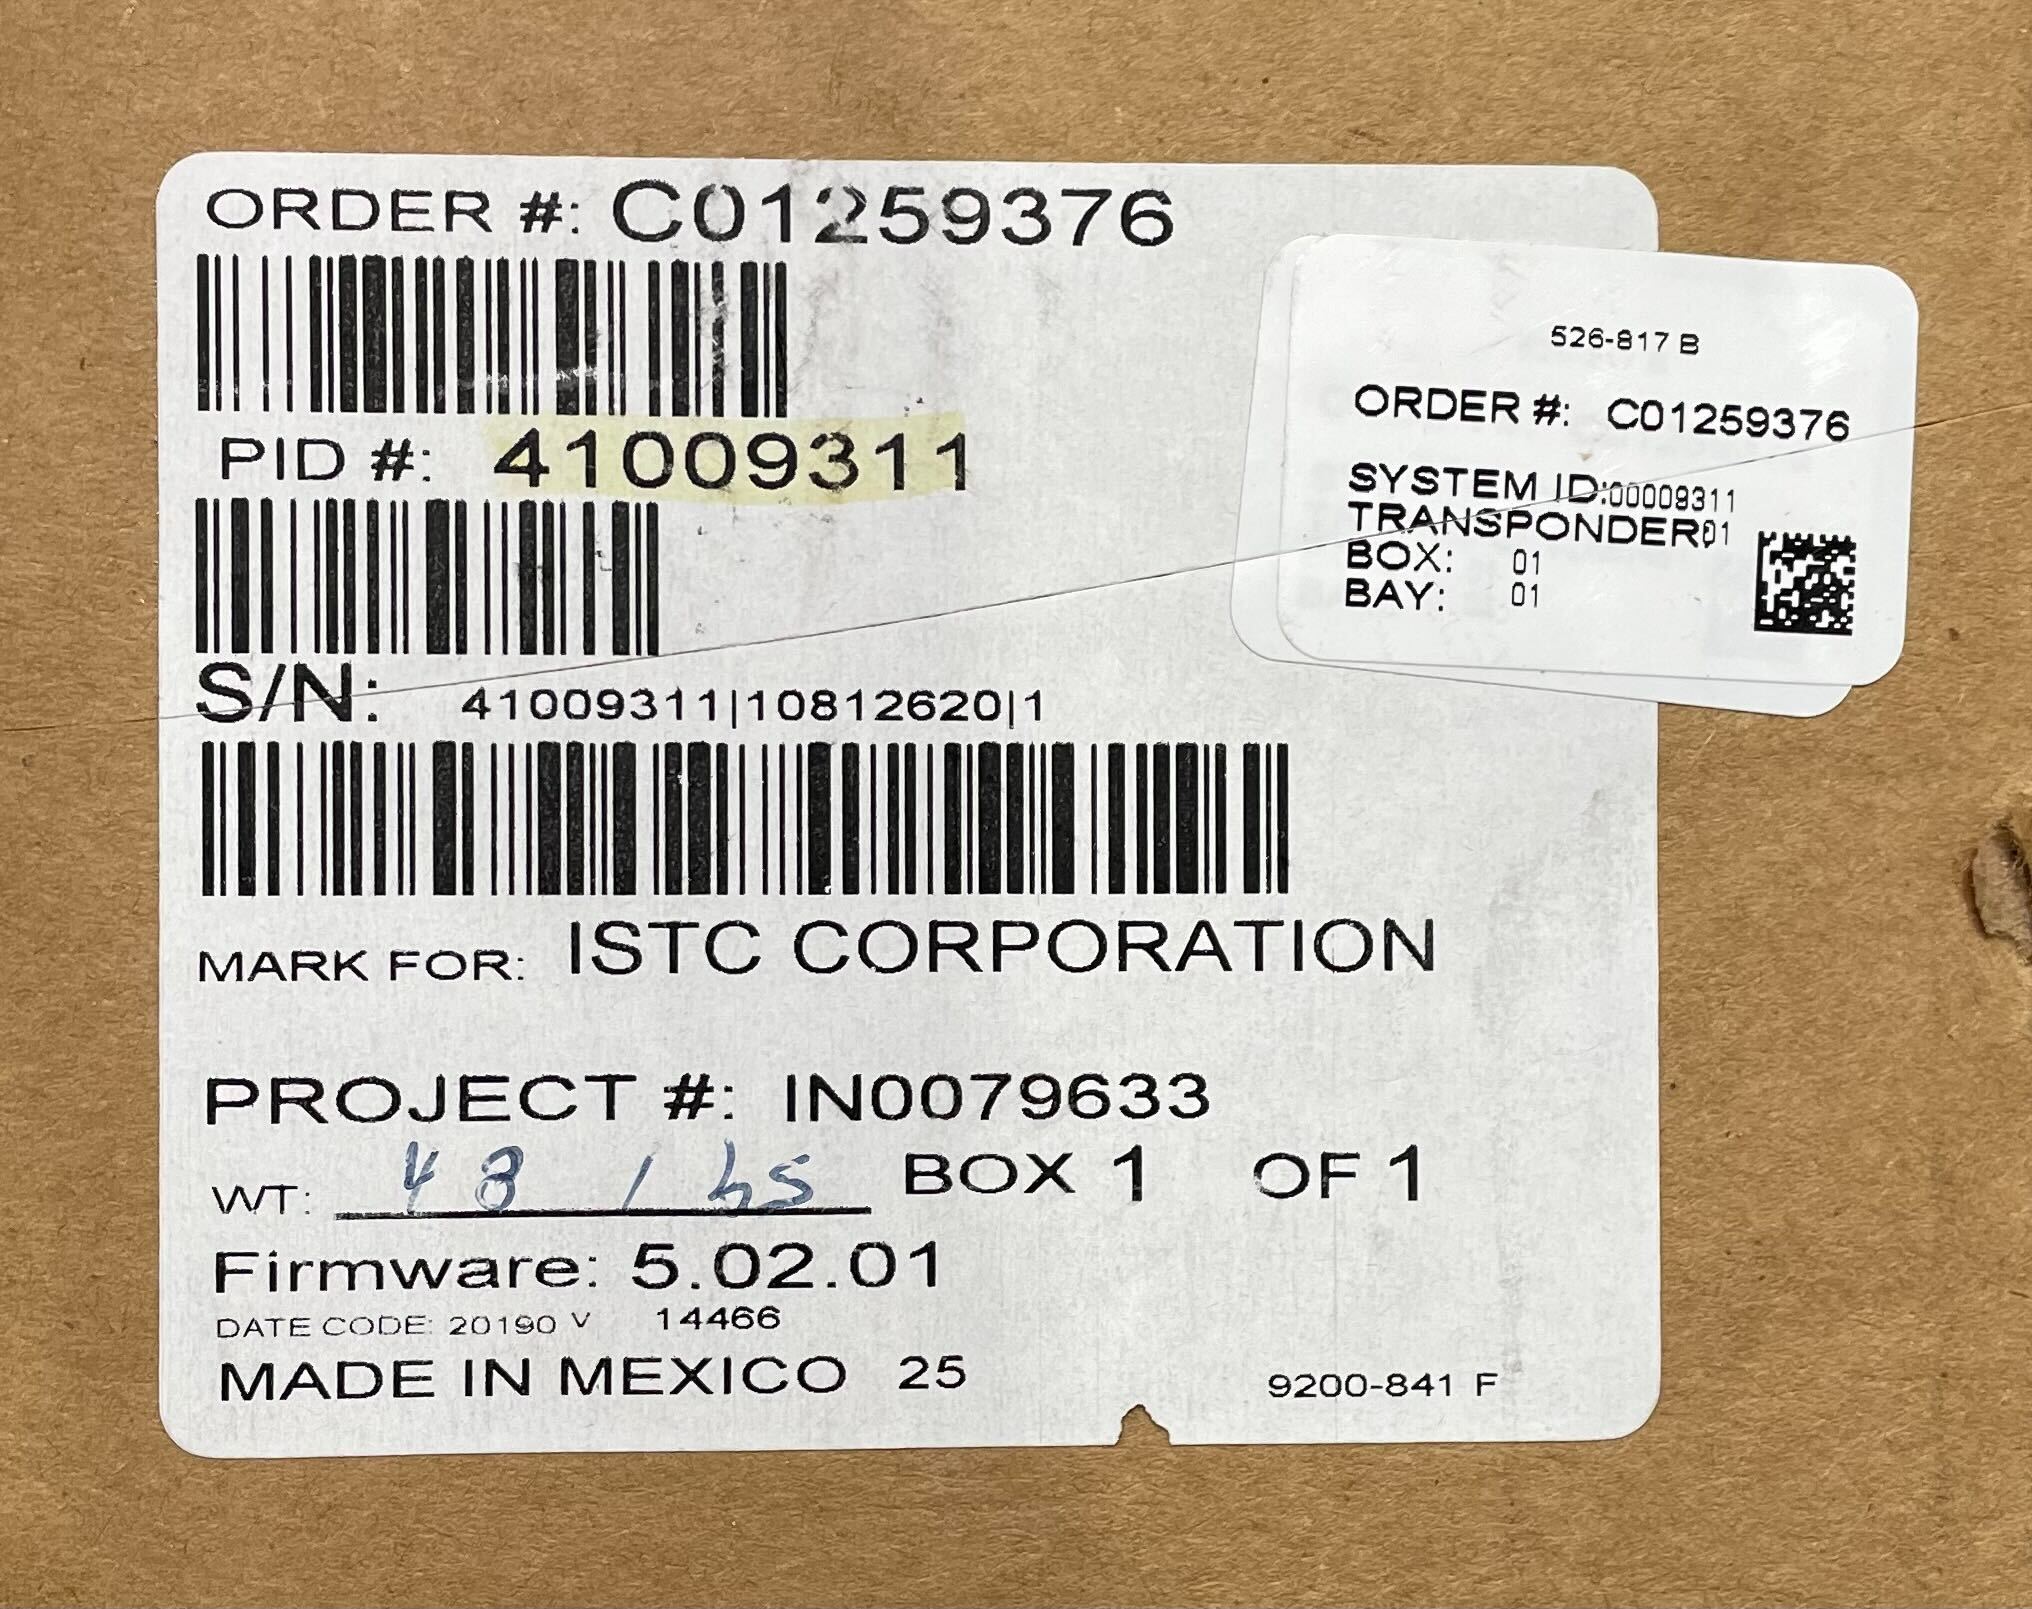 ORDER #: C01259376
PID #: 41009311
S/N: 41009311|10812620|1
MARK FOR: ISTC CORPORATION
PROJECT #: IN0079633
WT: 48 lbs BOX 1 OF 1
Firmware: 5.02.01
DATE CODE: 20190 V 14466
MADE IN MEXICO 25
9200-841 F
526-817 B
ORDER #: C01259376
SYSTEM ID:00009311
TRANSPONDER:01
BOX: 01
BAY: 01